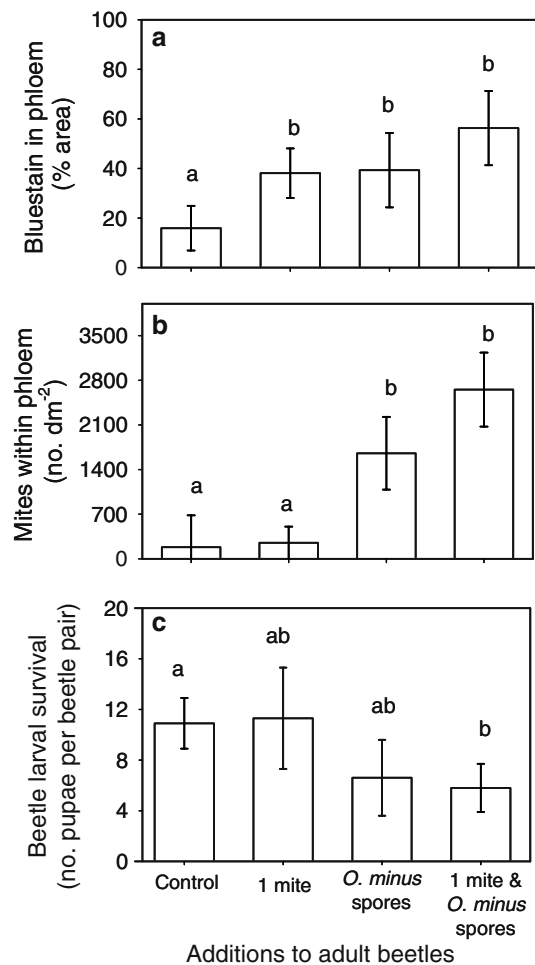 100
a
Bluestain in phloem
(% area)
80
60
40
20
0
a
b
b
b
b
Mites within phloem
(no. dm⁻²)
3500
2800
2100
1400
700
0
a
a
b
b
c
Beetle larval survival
(no. pupae per beetle pair)
20
16
12
8
4
0
a
ab
ab
b
Control
1 mite
O. minus
spores
1 mite &
O. minus
spores
Additions to adult beetles